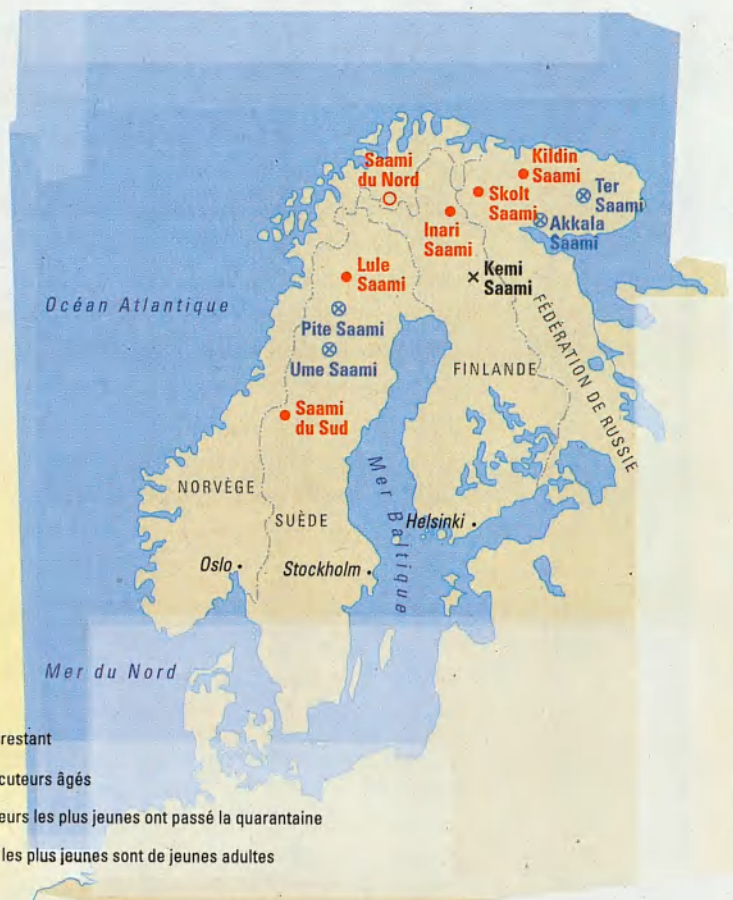 Saami
du Nord
Kildin
Saami
Skolt
Saami
Ter
Saami
Akkala
Saami
Inari
Saami
Lule
Saami
Kemi
Saami
Océan Atlantique
Pite Saami
Ume Saami
FÉDÉRATION DE RUSSIE
FINLANDE
Saami
du Sud
NORVÈGE
SUÈDE
Mer Baltique
Helsinki
Oslo
Stockholm
Mer du Nord
restant
cuteurs âgés
eurs les plus jeunes ont passé la quarantaine
les plus jeunes sont de jeunes adultes